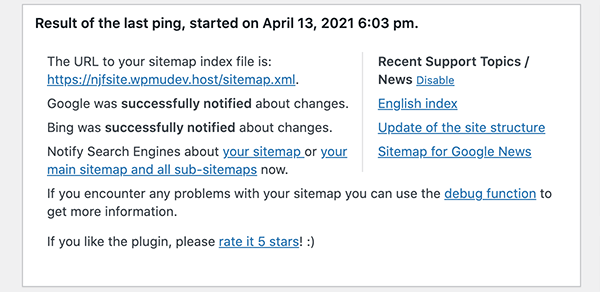 Result of the last ping, started on April 13, 2021 6:03 pm.
The URL to your sitemap index file is:
https://njfsite.wpmudev.host/sitemap.xml.
Google was successfully notified about changes.
Bing was successfully notified about changes.
Notify Search Engines about your sitemap or your
main sitemap and all sub-sitemaps now.
Recent Support Topics /
News Disable
English index
Update of the site structure
Sitemap for Google News
If you encounter any problems with your sitemap you can use the debug function to
get more information.
If you like the plugin, please rate it 5 stars! :)